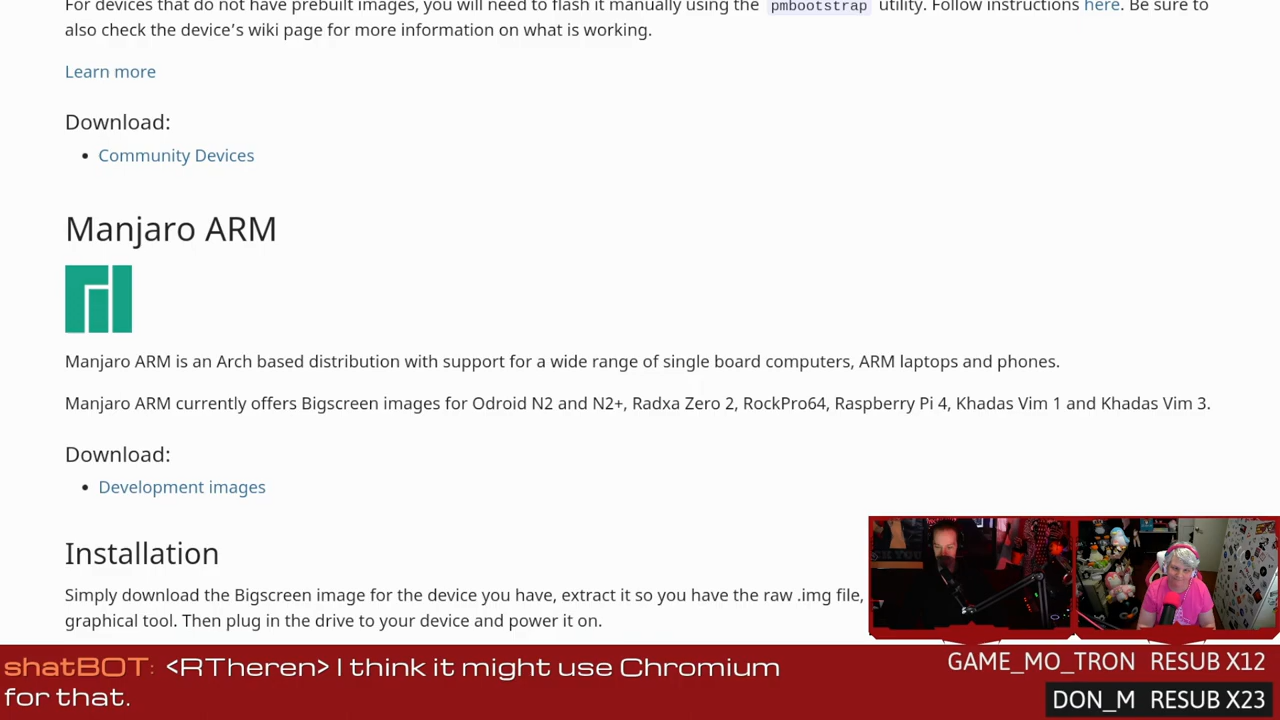 For devices that do not have prebuilt images, you will need to flash it manually using the pmbootstrap utility. Follow instructions here. Be sure to
also check the device's wiki page for more information on what is working.
Learn more
Download:
• Community Devices
Manjaro ARM
Manjaro ARM is an Arch based distribution with support for a wide range of single board computers, ARM laptops and phones.
Manjaro ARM currently offers Bigscreen images for Odroid N2 and N2+, Radxa Zero 2, RockPro64, Raspberry Pi 4, Khadas Vim 1 and Khadas Vim 3.
Download:
• Development images
Installation
Simply download the Bigscreen image for the device you have, extract it so you have the raw .img file,
graphical tool. Then plug in the drive to your device and power it on.
shatBOT: <RTheren> I think it might use Chromium
for that.
GAME_MO_TRON RESUB X12
DON_M RESUB X23